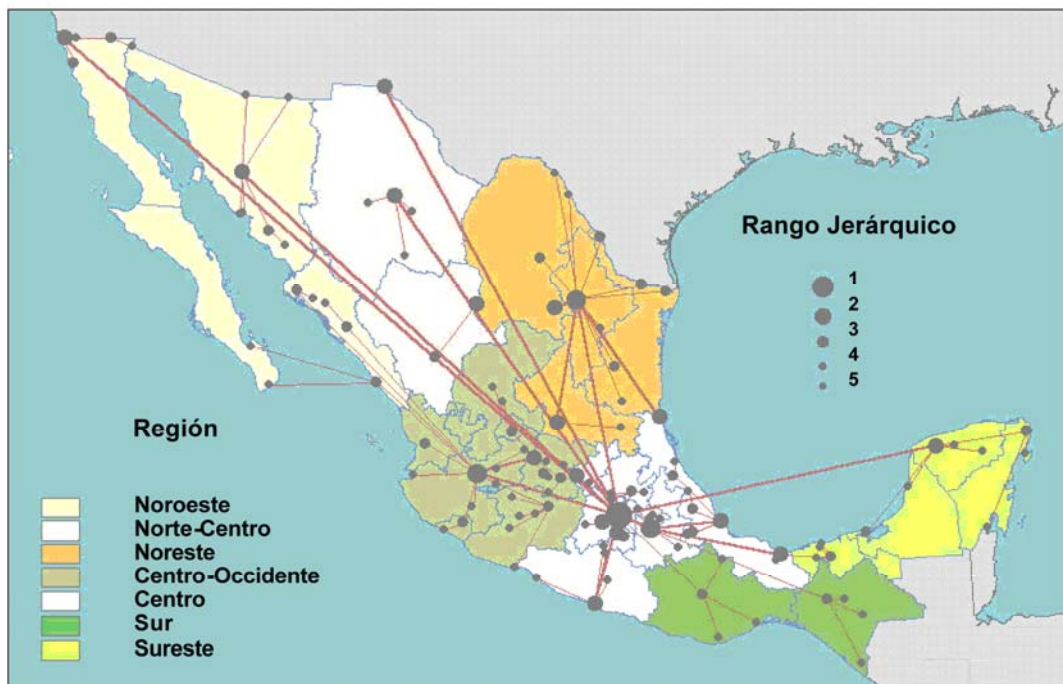 Rango Jerárquico
1
2
3
4
5
Región
Noroeste
Norte-Centro
Noreste
Centro-Occidente
Centro
Sur
Sureste